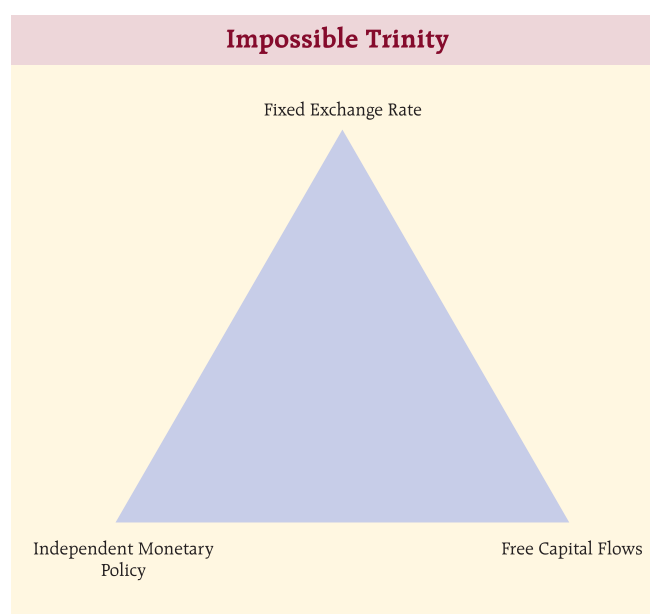 Impossible Trinity
Fixed Exchange Rate
Independent Monetary
Policy
Free Capital Flows